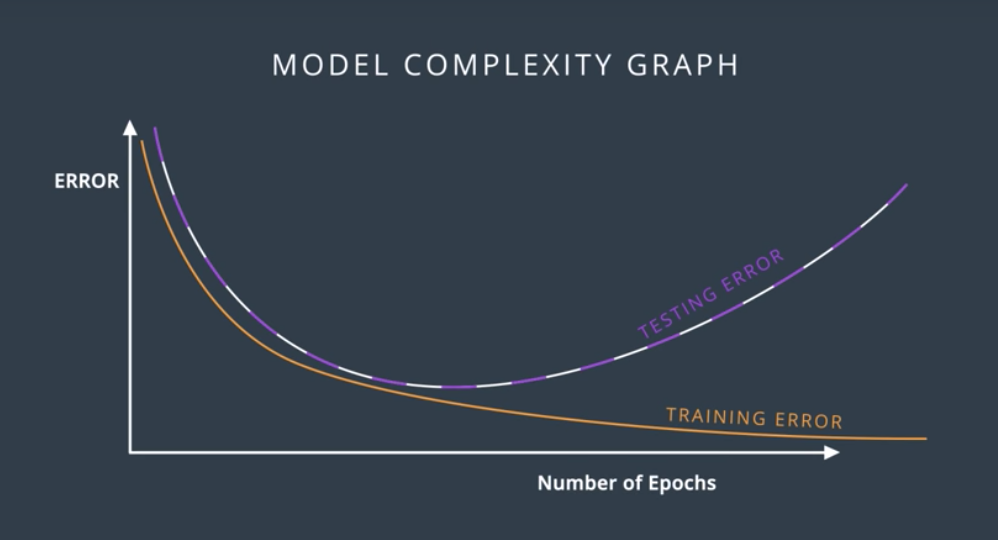 MODEL COMPLEXITY GRAPH
ERROR
TESTING ERROR
TRAINING ERROR
Number of Epochs